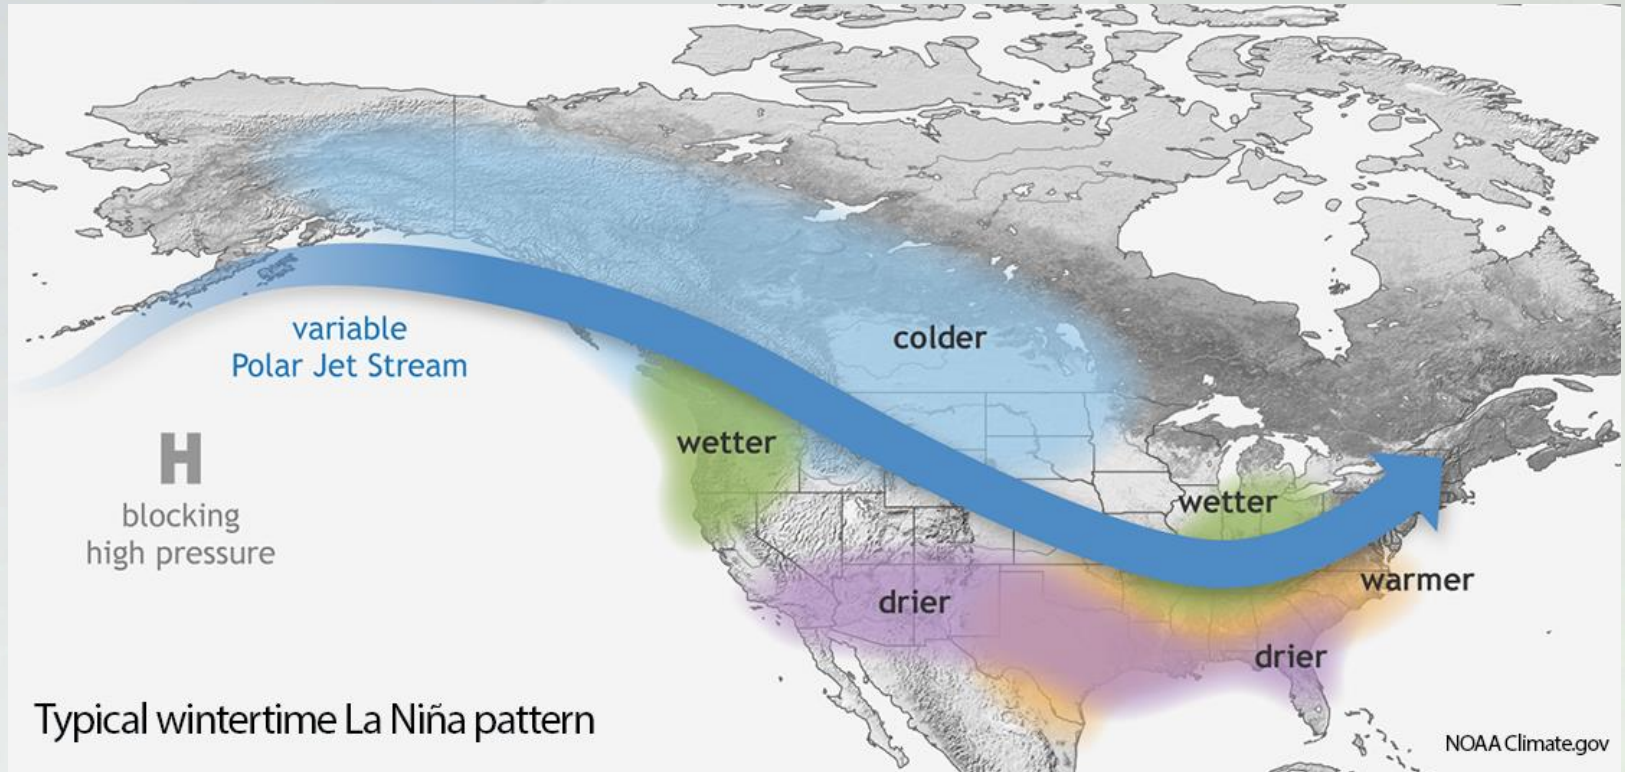 colder
variable
Polar Jet Stream
wetter
H
blocking
high pressure
wetter
warmer
drier
drier
Typical wintertime La Niña pattern
NOAA Climate.gov